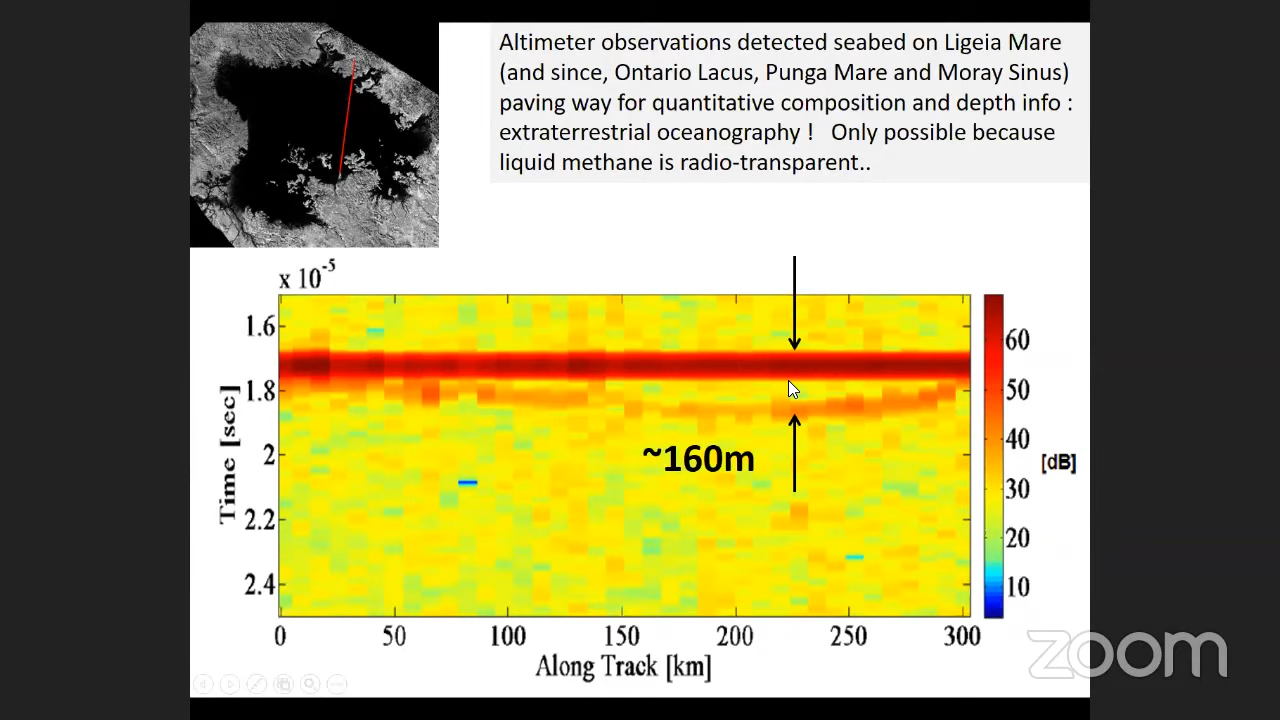 Altimeter observations detected seabed on Ligeia Mare
(and since, Ontario Lacus, Punga Mare and Moray Sinus)
paving way for quantitative composition and depth info :
extraterrestrial oceanography !   Only possible because
liquid methane is radio-transparent..
x 10-5
1.6
1.8
2
2.2
2.4
Time [sec]
~160m
60
50
40
30
20
10
[dB]
0 50 100 150 200 250 300
Along Track [km]
zoom